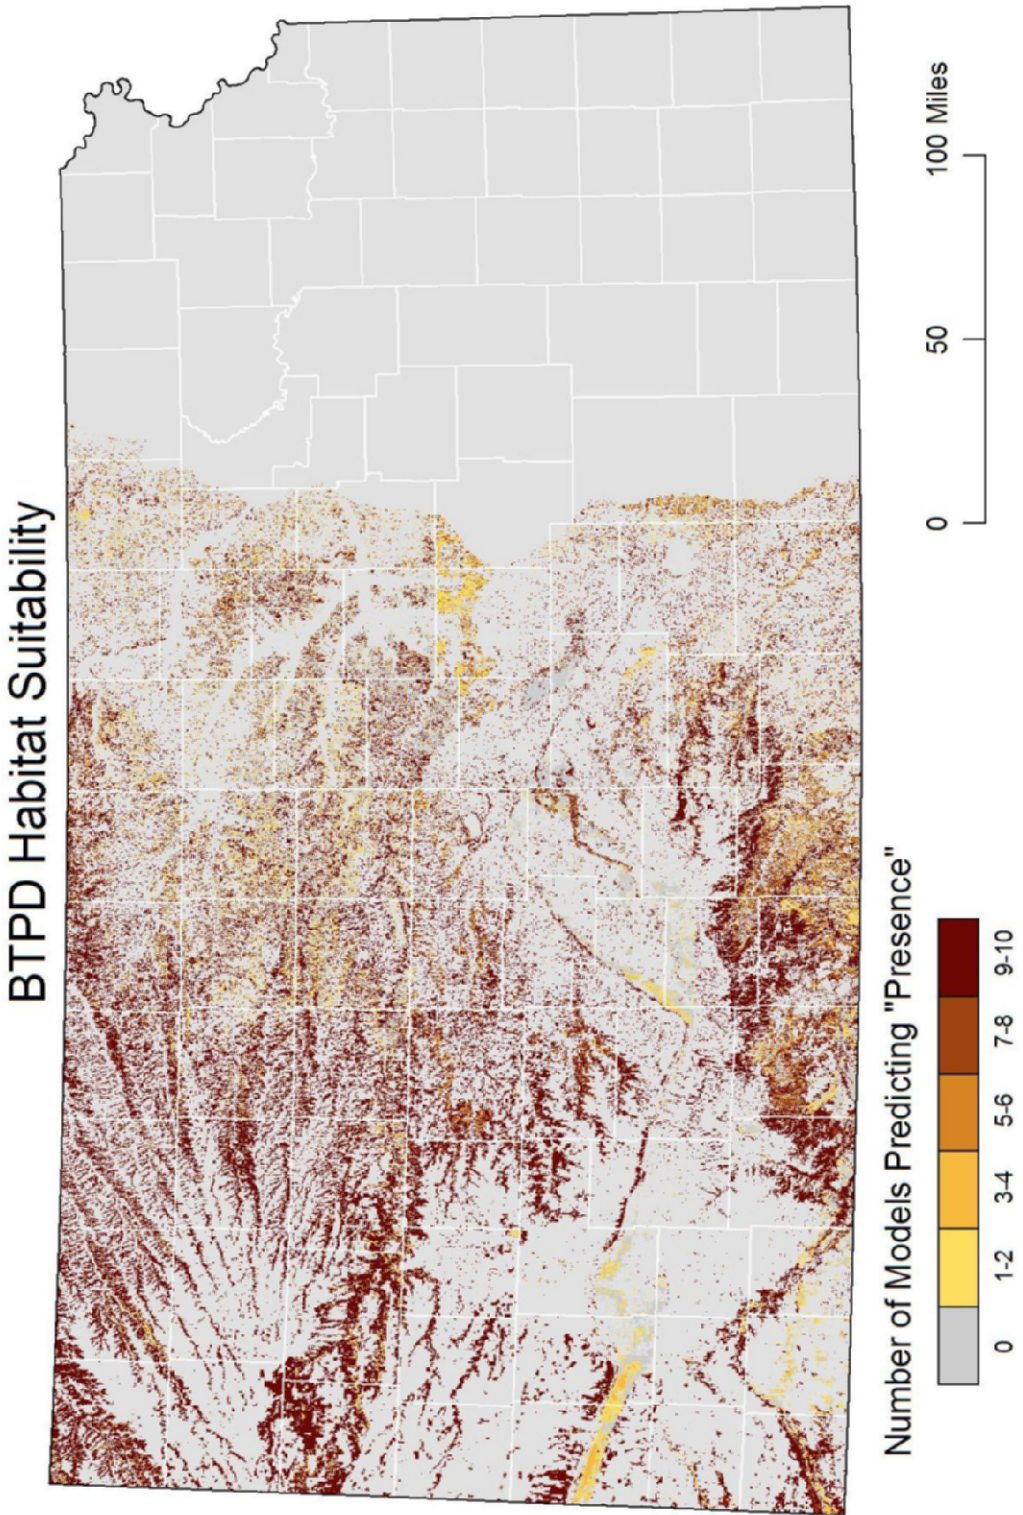 BTPD Habitat Suitability
Number of Models Predicting "Presence"
0 1-2 3-4 5-6 7-8 9-10
0 50 100 Miles